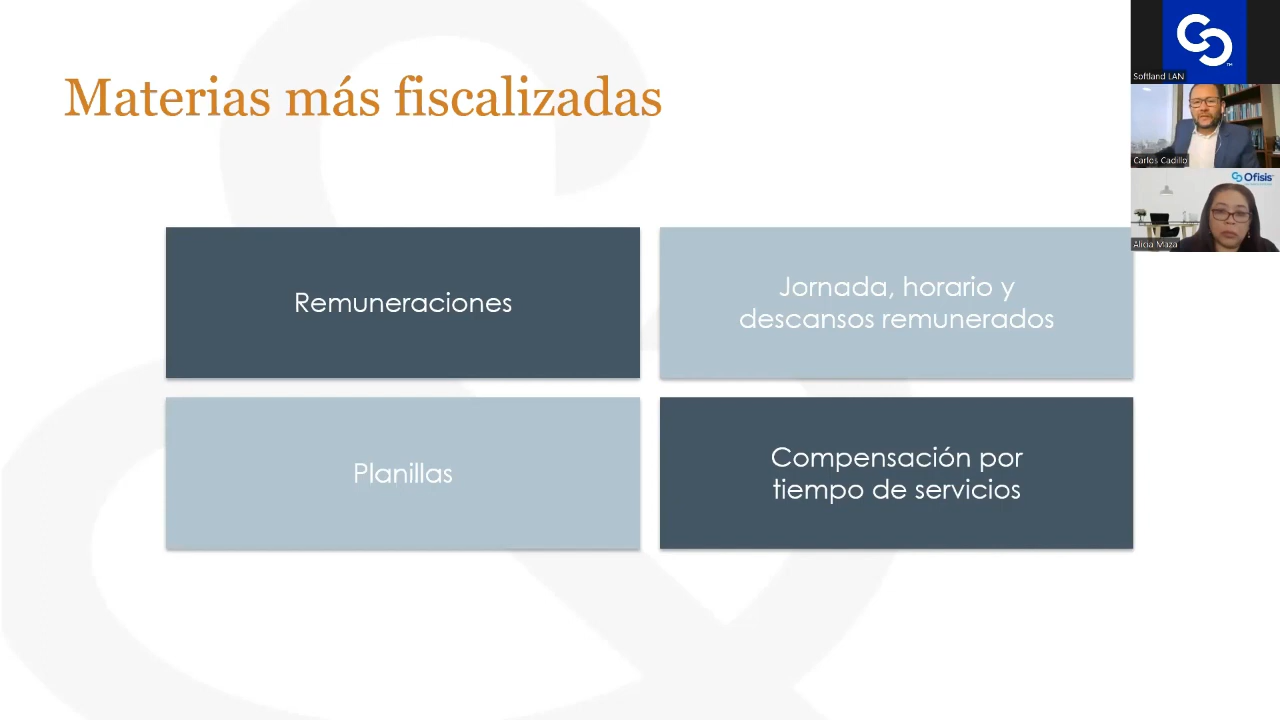 Materias más fiscalizadas
Remuneraciones
Jornada, horario y
descansos remunerados
Planillas
Compensación por
tiempo de servicios
Softland LAN
Carlos Cadillo
Ofisis
Alicia Maza